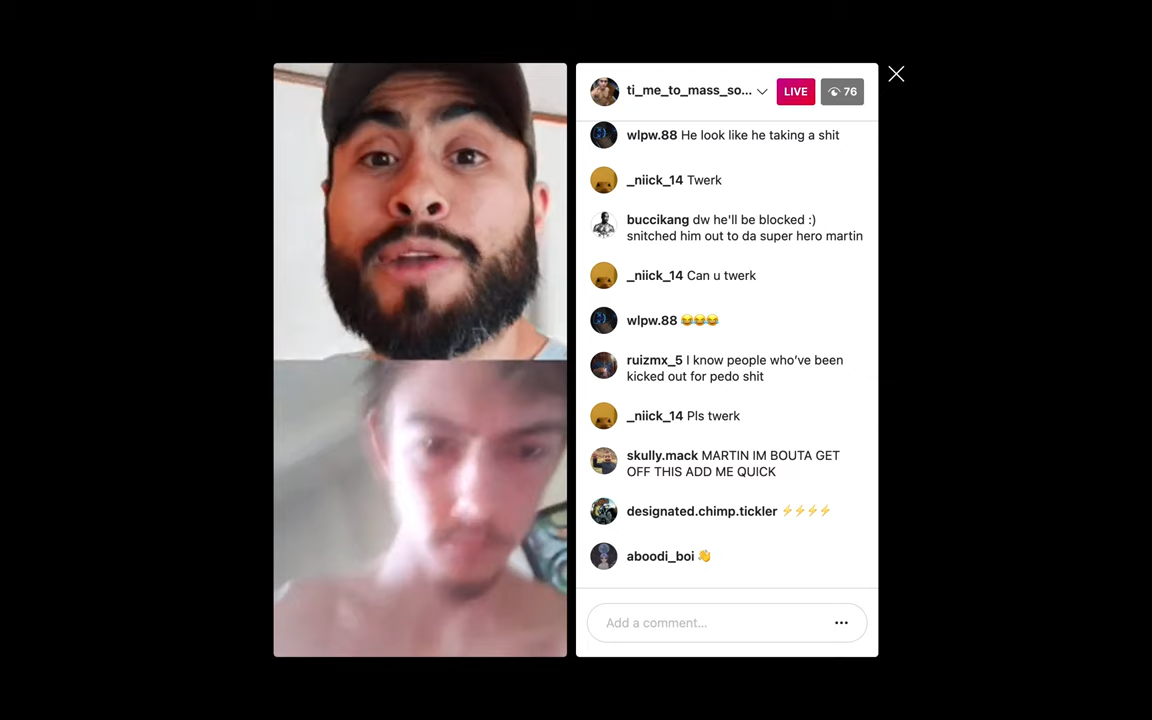 ti_me_to_mass_so...
LIVE
76
wlpw.88 He look like he taking a shit
_niick_14 Twerk
buccikang dw he'll be blocked :)
snitched him out to da super hero martin
_niick_14 Can u twerk
wlpw.88 😂😂😂
ruizmx_5 I know people who’ve been
kicked out for pedo shit
_niick_14 Pls twerk
skully.mack MARTIN IM BOUTA GET
OFF THIS ADD ME QUICK
designated.chimp.tickler ⚡⚡⚡⚡
aboodi_boi 👋
Add a comment...